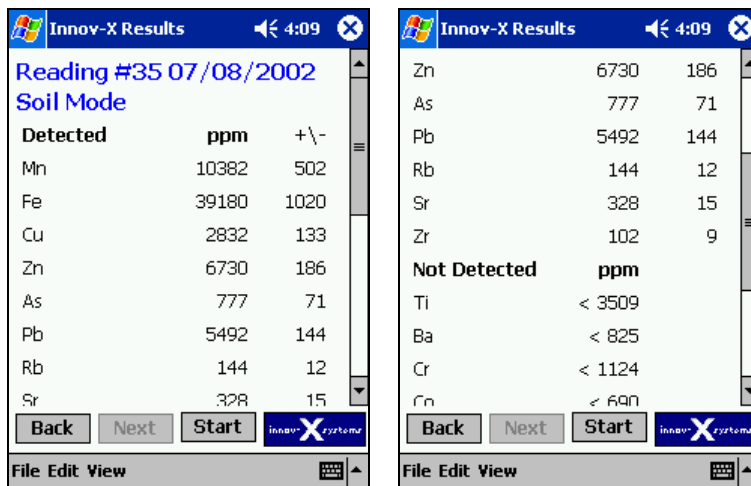 Innov-X Results 4:09
Reading #35 07/08/2002
Soil Mode
Detected ppm +\-
Mn 10382 502
Fe 39180 1020
Cu 2832 133
Zn 6730 186
As 777 71
Pb 5492 144
Rb 144 12
Sr 328 15
Back Next Start innov-X systems
File Edit View
Innov-X Results 4:09
Zn 6730 186
As 777 71
Pb 5492 144
Rb 144 12
Sr 328 15
Zr 102 9
Not Detected ppm
Ti < 3509
Ba < 825
Cr < 1124
Co < 690
Back Next Start innov-X systems
File Edit View